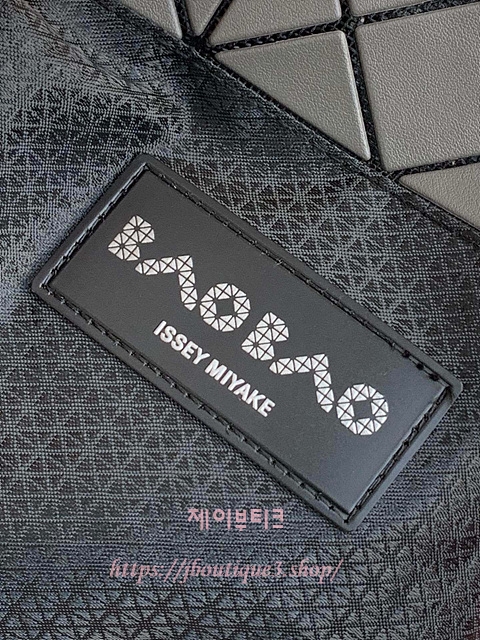 BAOBAO
ISSEY MIYAKE
제이부티크
https://jboutique3.shop/